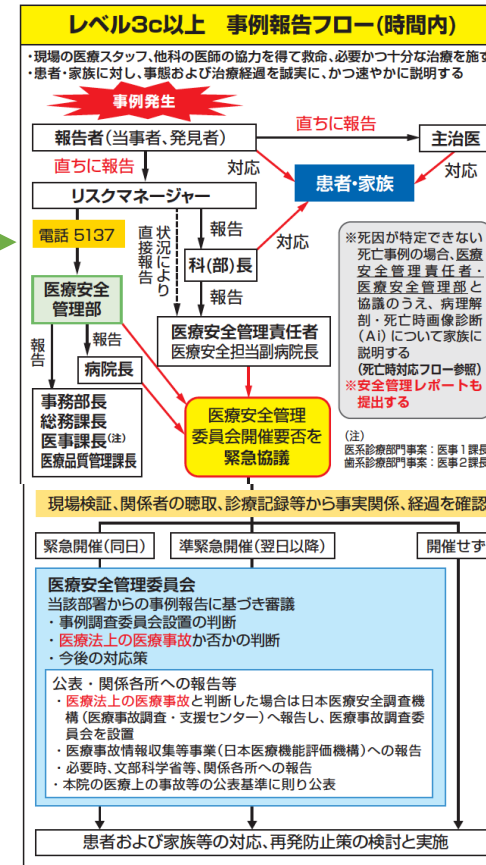 レベル3c以上 事例報告フロー(時間内)
・現場の医療スタッフ、他科の医師の協力を得て救命、必要かつ十分な治療を施す
・患者・家族に対し、事態および治療経過を誠実に、かつ速やかに説明する
事例発生
報告者(当事者、発見者)
直ちに報告
主治医
直ちに報告
対応
対応
患者・家族
リスクマネージャー
電話 5137
状況により
直接報告
報告
対応
科(部)長
報告
医療安全
管理部
医療安全管理責任者
医療安全担当副病院長
報告
報告
病院長
事務部長
総務課長
医事課長(注)
医療品質管理課長
医療安全管理
委員会開催要否を
緊急協議
※死因が特定できない
死亡事例の場合、医療
安全管理責任者・
医療安全管理部と
協議のうえ、病理解
剖・死亡時画像診断
(Ai)について家族に
説明する
(死亡時対応フロー参照)
※安全管理レポートも
提出する
(注)
医系診療部門事案:医事1課長
歯系診療部門事案:医事2課長
現場検証、関係者の聴取、診療記録等から事実関係、経過を確認
緊急開催(同日)
準緊急開催(翌日以降)
開催せず
医療安全管理委員会
当該部署からの事例報告に基づき審議
・事例調査委員会設置の判断
・医療法上の医療事故か否かの判断
・今後の対応策
公表・関係各所への報告等
・医療法上の医療事故と判断した場合は日本医療安全調査機
構(医療事故調査・支援センター)へ報告し、医療事故調査委
員会を設置
・医療事故情報収集等事業(日本医療機能評価機構)への報告
・必要時、文部科学省等、関係各所への報告
・本院の医療上の事故等の公表基準に則り公表
患者および家族等の対応、再発防止策の検討と実施